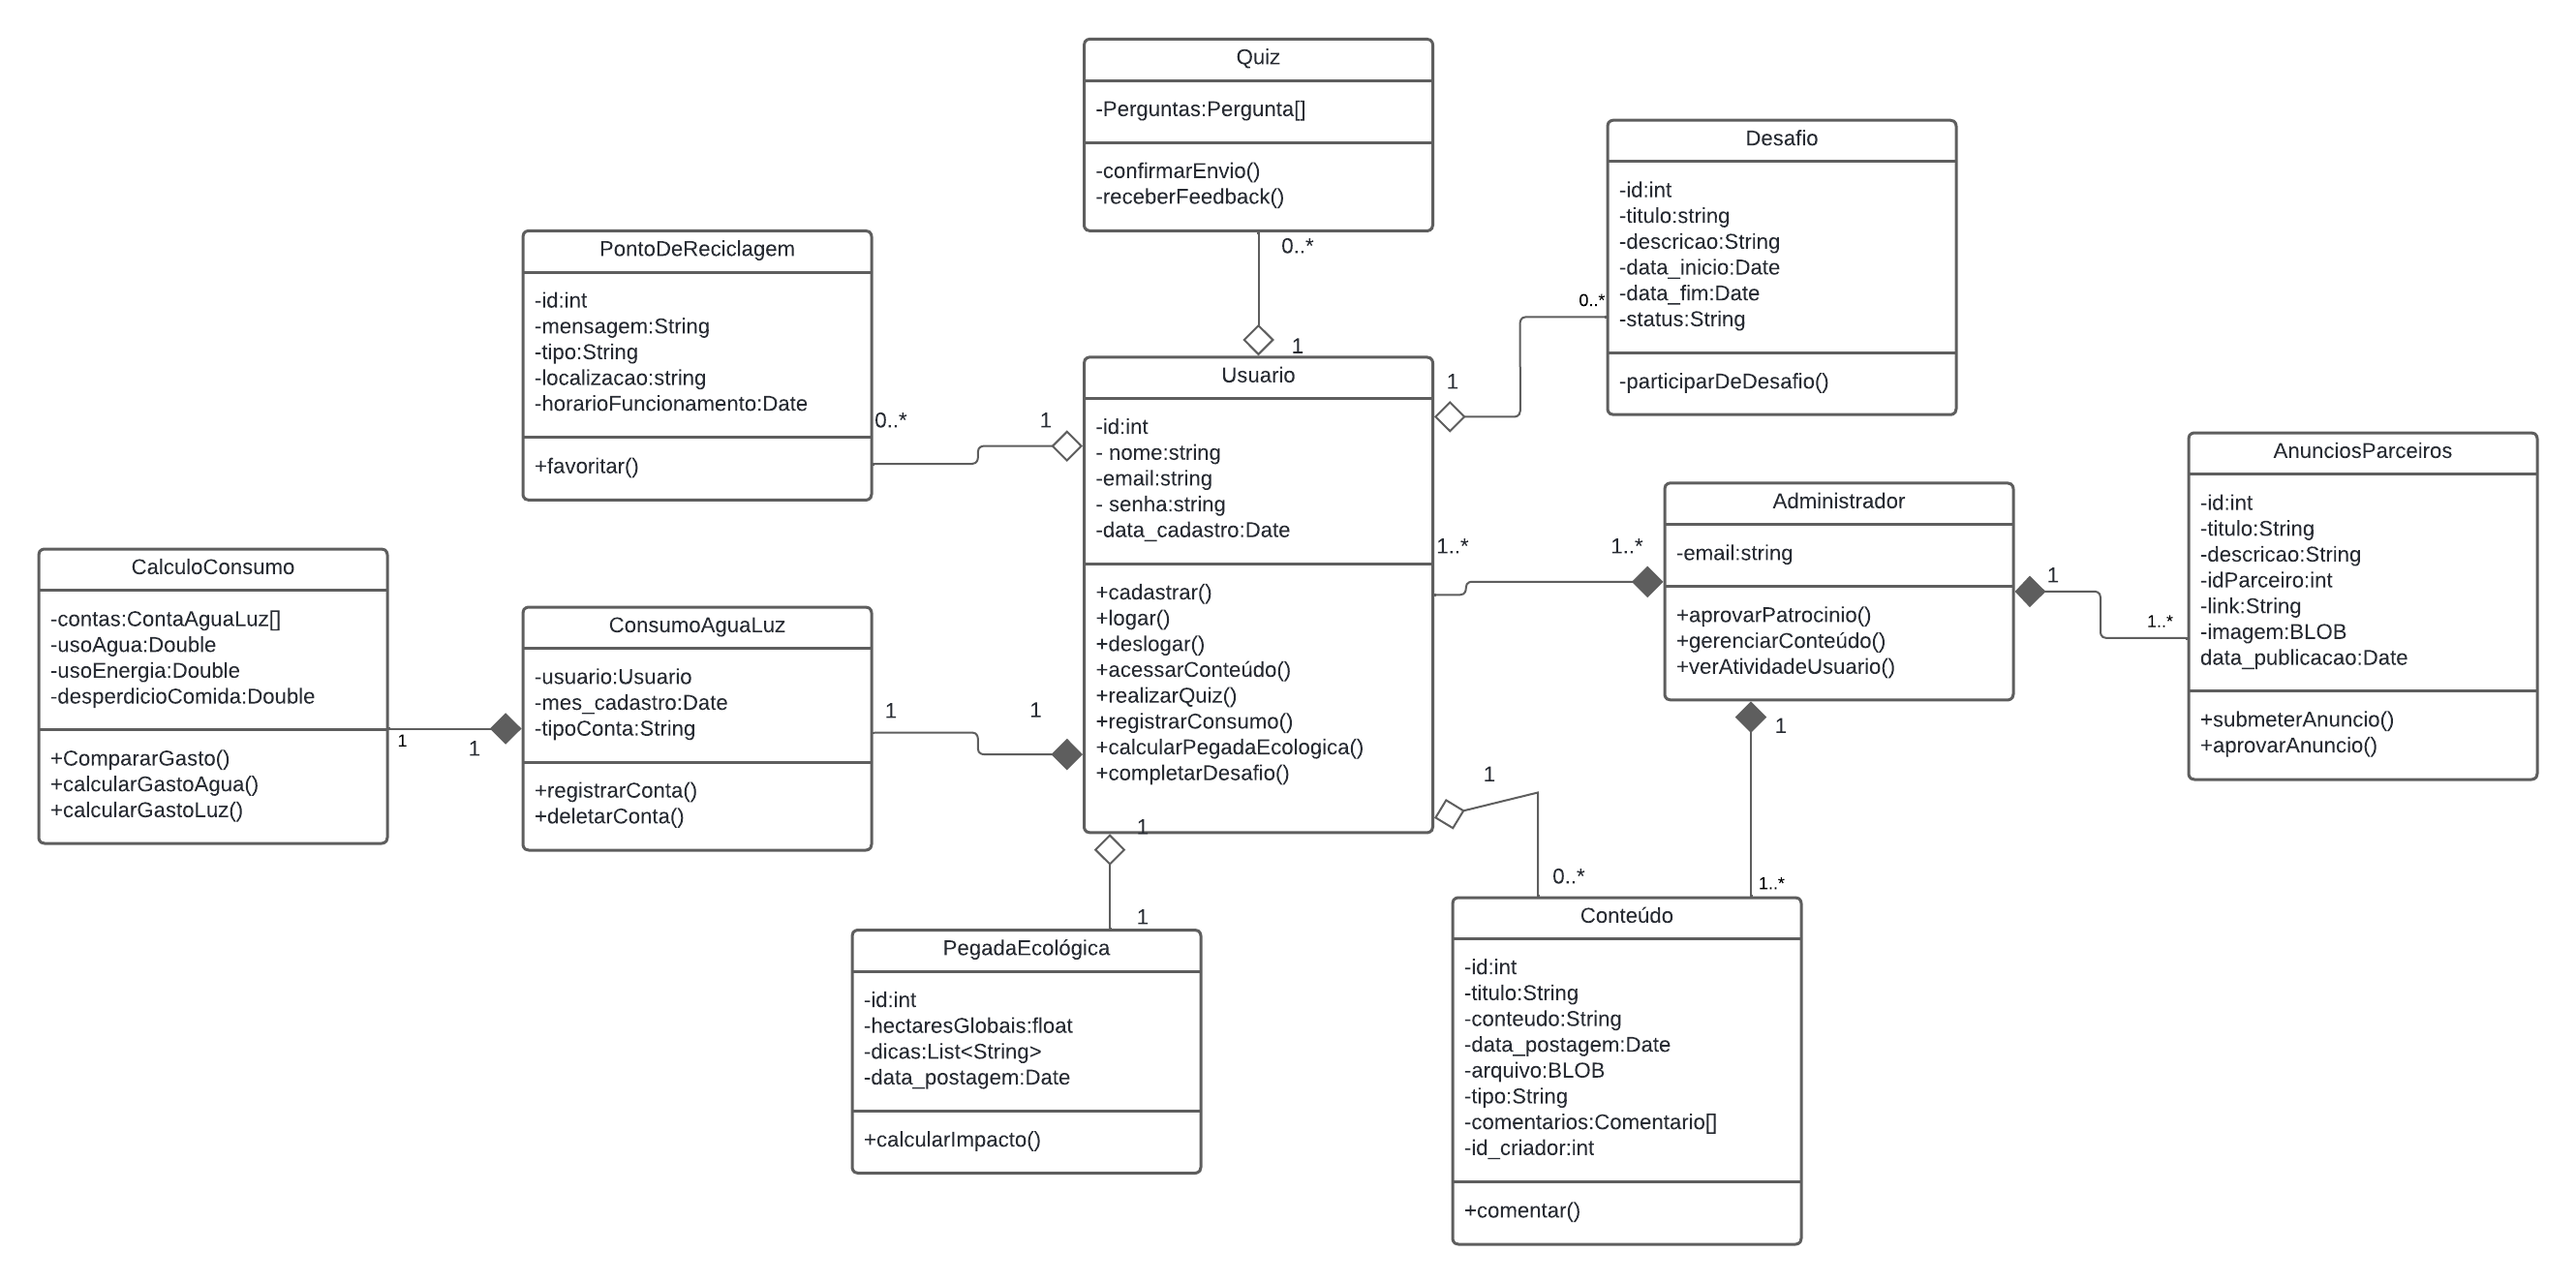 Quiz
-Perguntas:Pergunta[]
-confirmarEnvio()
-receberFeedback()
0..*
1
Desafio
-id:int
-titulo:string
-descricao:String
-data_inicio:Date
-data_fim:Date
-status:String
-participarDeDesafio()
0..*
1
PontoDeReciclagem
-id:int
-mensagem:String
-tipo:String
-localizacao:string
-horarioFuncionamento:Date
+favoritar()
0..*
1
Usuario
-id:int
- nome:string
-email:string
- senha:string
-data_cadastro:Date
+cadastrar()
+logar()
+deslogar()
+acessarConteúdo()
+realizarQuiz()
+registrarConsumo()
+calcularPegadaEcologica()
+completarDesafio()
1..*
1..*
Administrador
-email:string
+aprovarPatrocinio()
+gerenciarConteúdo()
+verAtividadeUsuario()
1
1..*
AnunciosParceiros
-id:int
-titulo:String
-descricao:String
-idParceiro:int
-link:String
-imagem:BLOB
data_publicacao:Date
+submeterAnuncio()
+aprovarAnuncio()
CalculoConsumo
-contas:ContaAguaLuz[]
-usoAgua:Double
-usoEnergia:Double
-desperdicioComida:Double
+CompararGasto()
+calcularGastoAgua()
+calcularGastoLuz()
1
1
ConsumoAguaLuz
-usuario:Usuario
-mes_cadastro:Date
-tipoConta:String
+registrarConta()
+deletarConta()
1
1
1
1
PegadaEcológica
-id:int
-hectaresGlobais:float
-dicas:List<String>
-data_postagem:Date
+calcularImpacto()
1
0..*
1
1..*
Conteúdo
-id:int
-titulo:String
-conteudo:String
-data_postagem:Date
-arquivo:BLOB
-tipo:String
-comentarios:Comentario[]
-id_criador:int
+comentar()